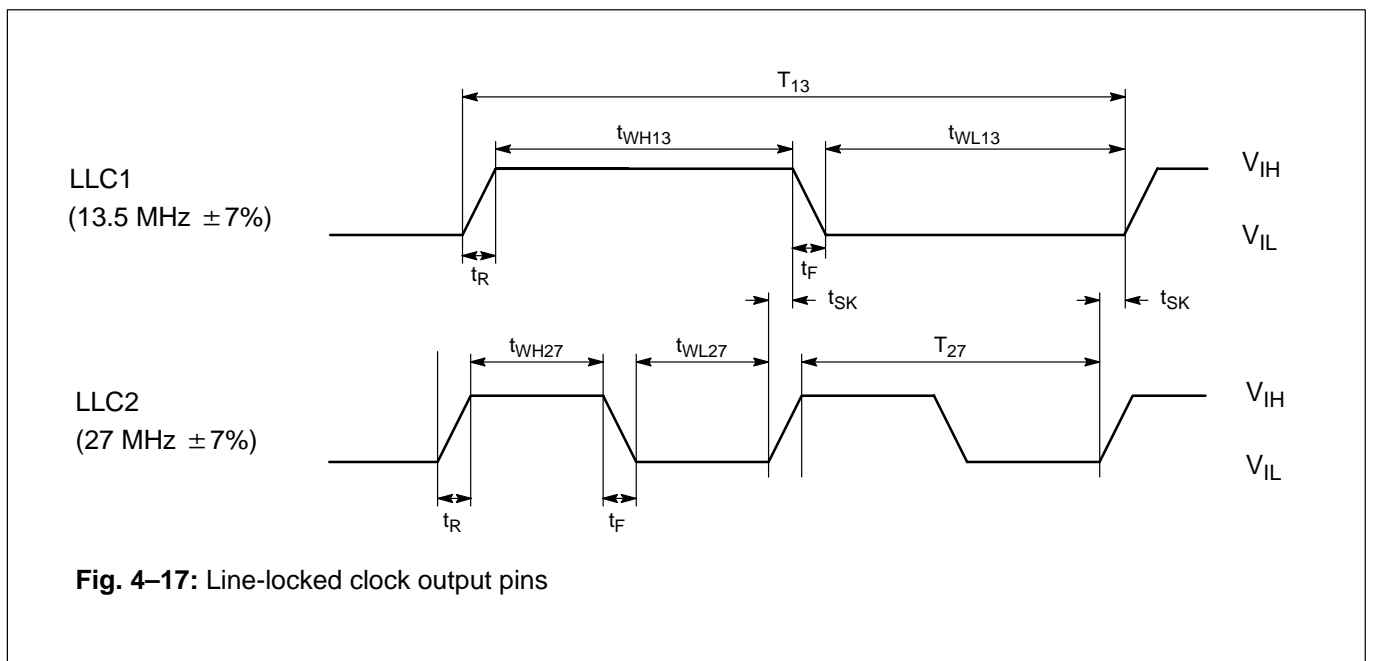 T13
tWH13 tWL13
LLC1
(13.5 MHz ±7%)
VIH
VIL
tR tF
tSK tSK
tWH27 tWL27 T27
LLC2
(27 MHz ±7%)
VIH
VIL
tR tF
Fig. 4–17: Line-locked clock output pins